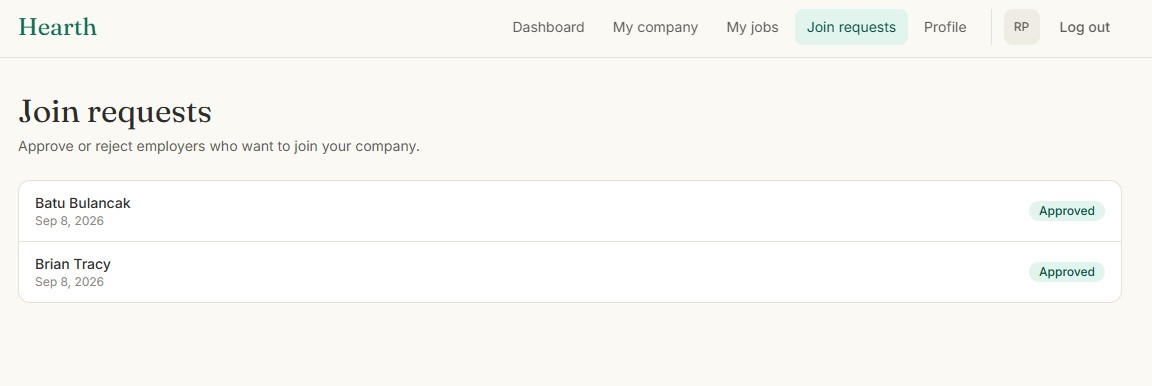 Hearth
Dashboard My company My jobs Join requests Profile RP Log out
Join requests
Approve or reject employers who want to join your company.
Batu Bulancak
Sep 8, 2026
Approved
Brian Tracy
Sep 8, 2026
Approved